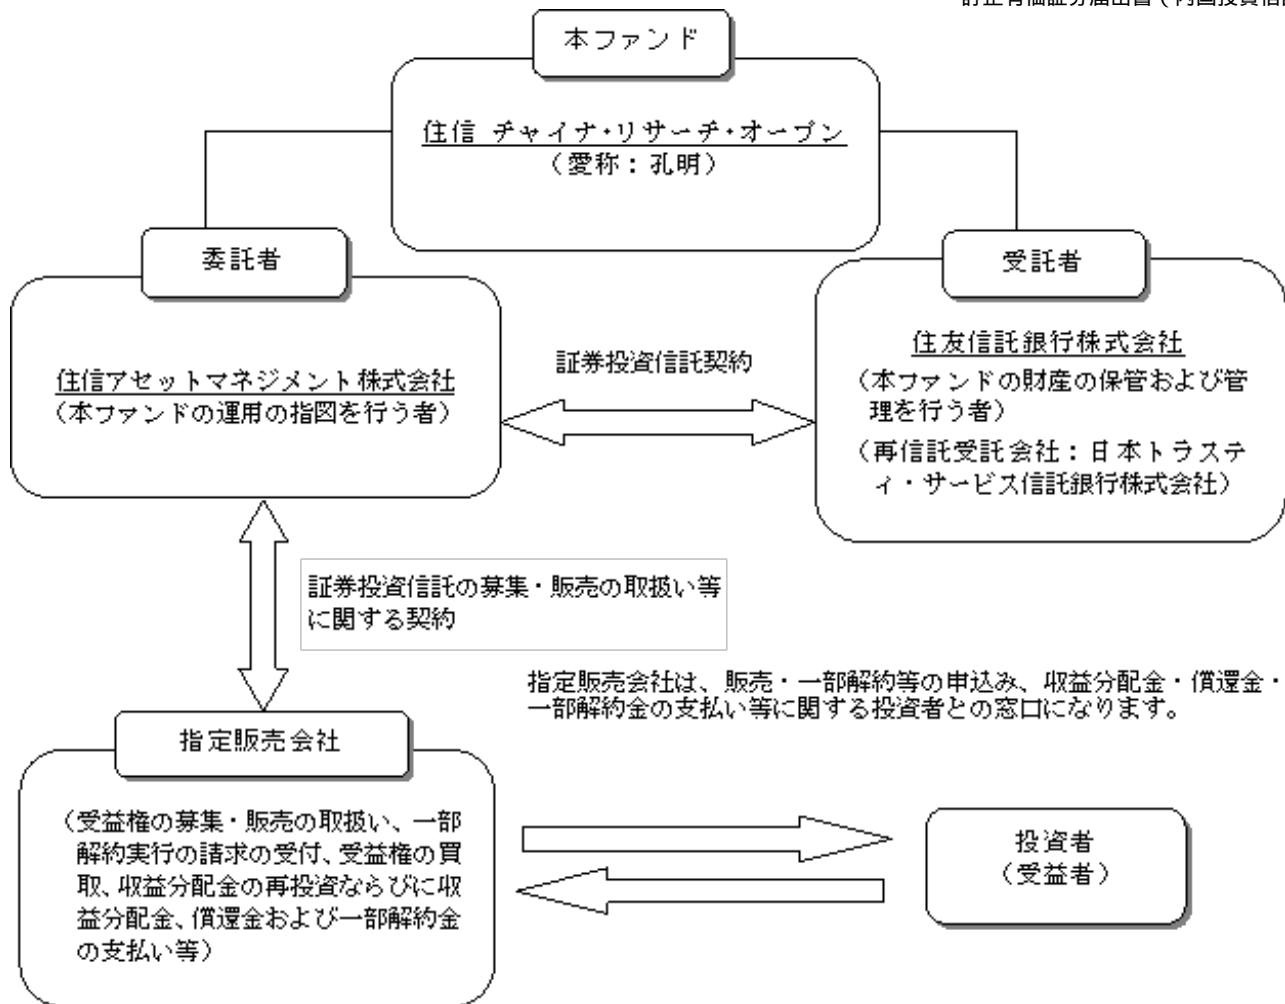 訂正有価証券届出書（内国投資信
本ファンド
住信 チャイナ・リサーチ・オープン
（愛称：孔明）
委託者
受託者
住信アセットマネジメント株式会社
（本ファンドの運用の指図を行う者）
証券投資信託契約
住友信託銀行株式会社
（本ファンドの財産の保管および管
理を行う者）
（再信託受託会社：日本トラステ
ィ・サービス信託銀行株式会社）
証券投資信託の募集・販売の取扱い等
に関する契約
指定販売会社は、販売・一部解約等の申込み、収益分配金・償還金・
一部解約金の支払い等に関する投資者との窓口になります。
指定販売会社
（受益権の募集・販売の取扱い、一部
解約実行の請求の受付、受益権の買
取、収益分配金の再投資ならびに収
益分配金、償還金および一部解約金
の支払い等）
投資者
（受益者）